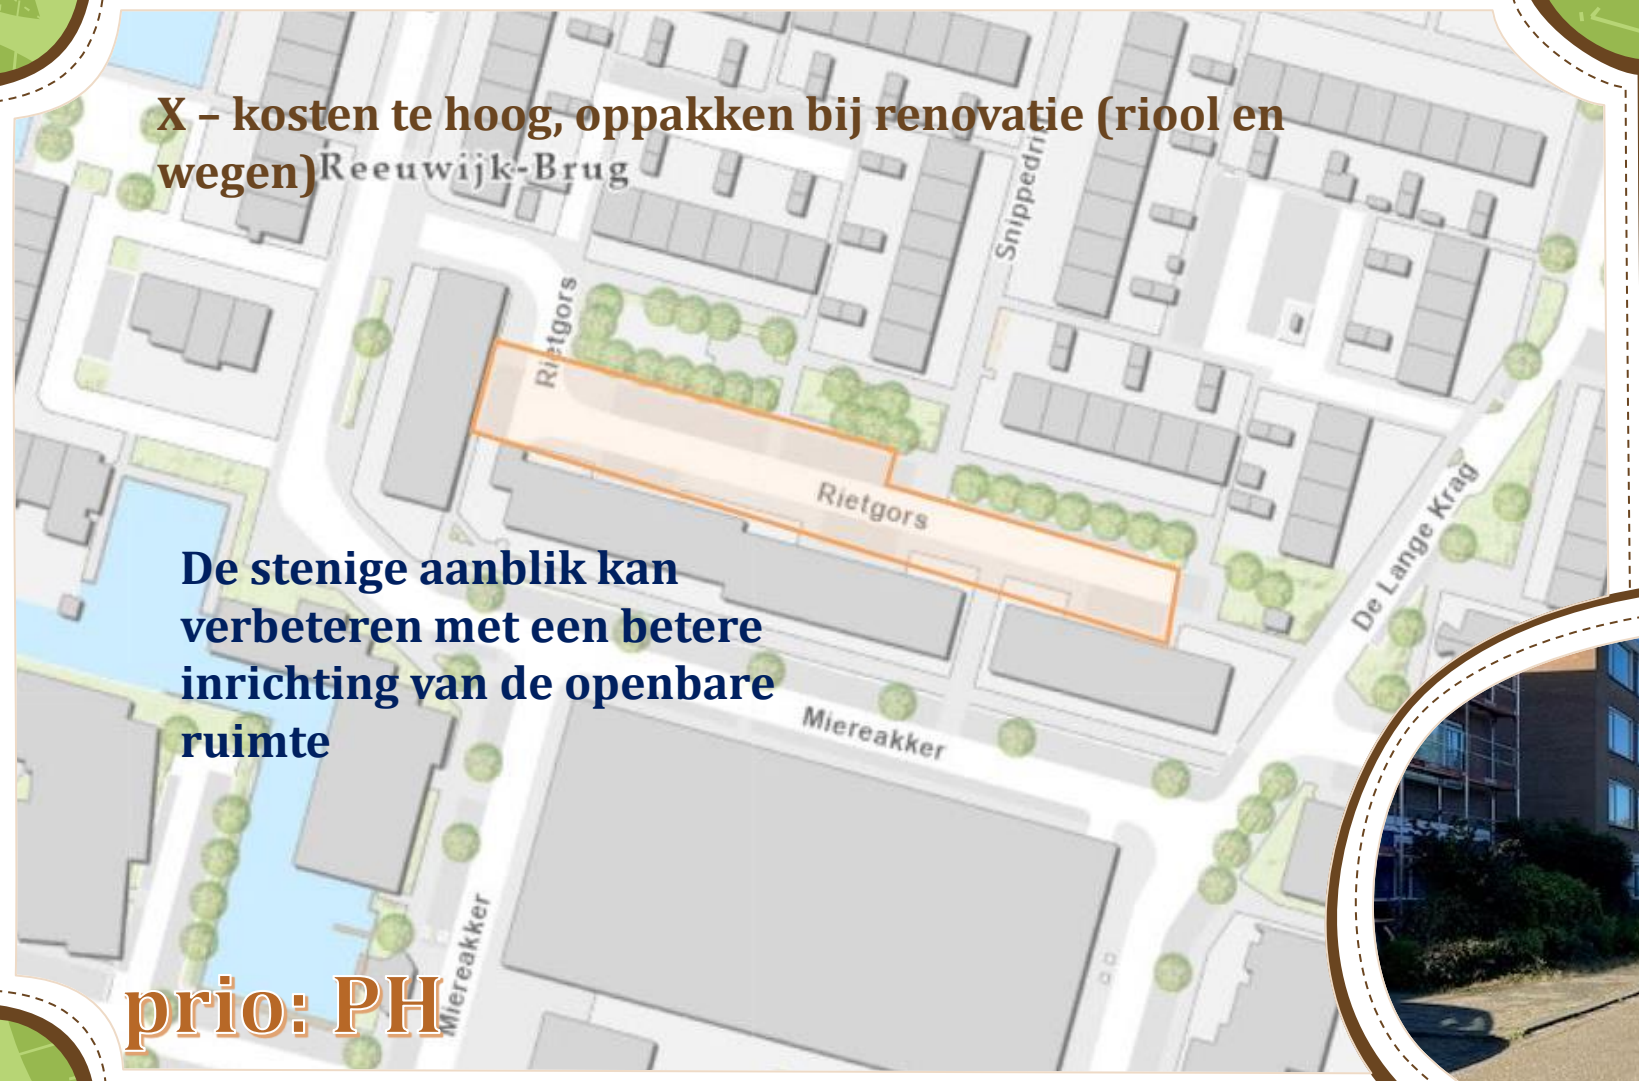 X – kosten te hoog, oppakken bij renovatie (riool en
wegen)
Reeuwijk-Brug
Snippedri
Rietgors
Rietgors
De Lange Krag
De stenige aanblik kan
verbeteren met een betere
inrichting van de openbare
ruimte
Miereakker
Miereakker
prio: PH